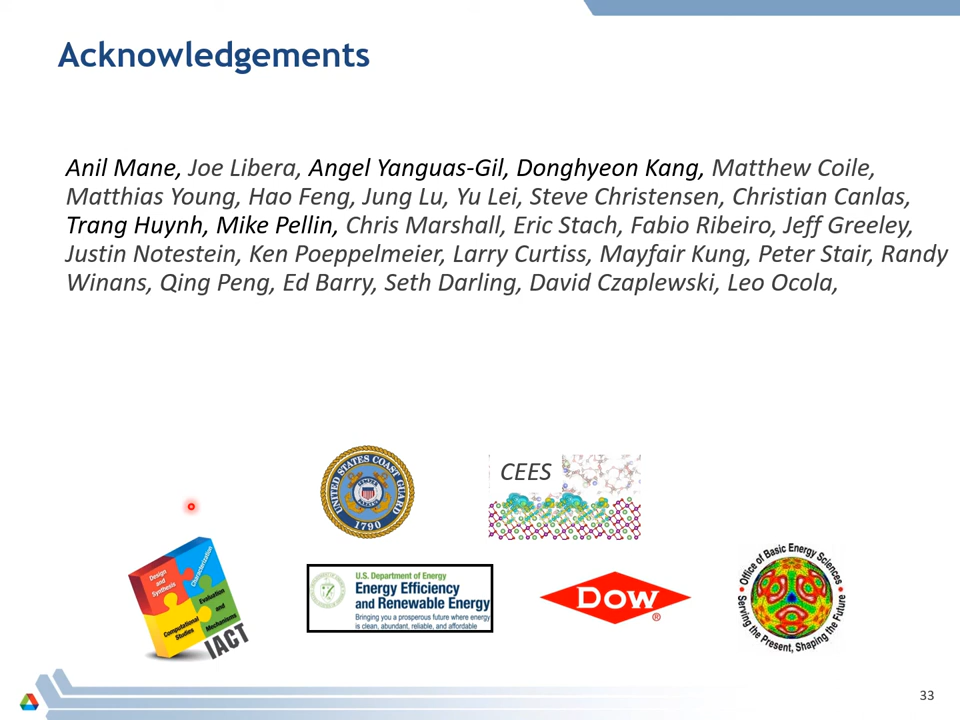 Acknowledgements
Anil Mane, Joe Libera, Angel Yanguas-Gil, Donghyeon Kang, Matthew Coile,
Matthias Young, Hao Feng, Jung Lu, Yu Lei, Steve Christensen, Christian Canlas,
Trang Huynh, Mike Pellin, Chris Marshall, Eric Stach, Fabio Ribeiro, Jeff Greeley,
Justin Notestein, Ken Poeppelmeier, Larry Curtiss, Mayfair Kung, Peter Stair, Randy
Winans, Qing Peng, Ed Barry, Seth Darling, David Czaplewski, Leo Ocola,
UNITED STATES COAST GUARD
SEMPER
PARATUS
1790
CEES
Design
and
Synthesis
Characterization
Evaluation
and
Mechanisms
Computational
Studies
IACT
U.S. Department of Energy
Energy Efficiency
and Renewable Energy
Bringing you a prosperous future where energy
is clean, abundant, reliable, and affordable
Dow
®
Office of Basic Energy Sciences
Serving the Present, Shaping the Future
33